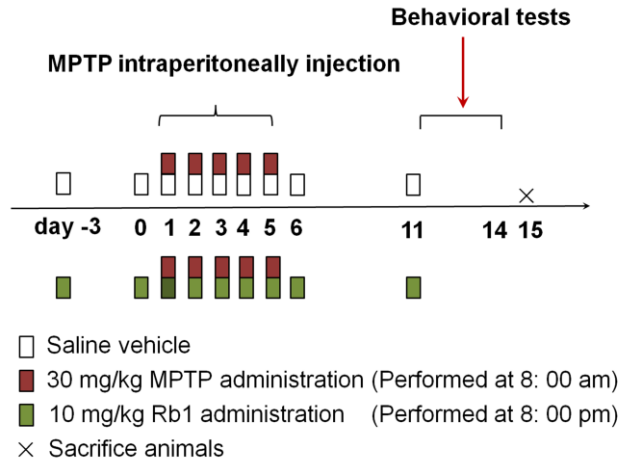 Behavioral tests
MPTP intraperitoneally injection
day -3 0 1 2 3 4 5 6 11 14 15
Saline vehicle
30 mg/kg MPTP administration (Performed at 8: 00 am)
10 mg/kg Rb1 administration (Performed at 8: 00 pm)
Sacrifice animals